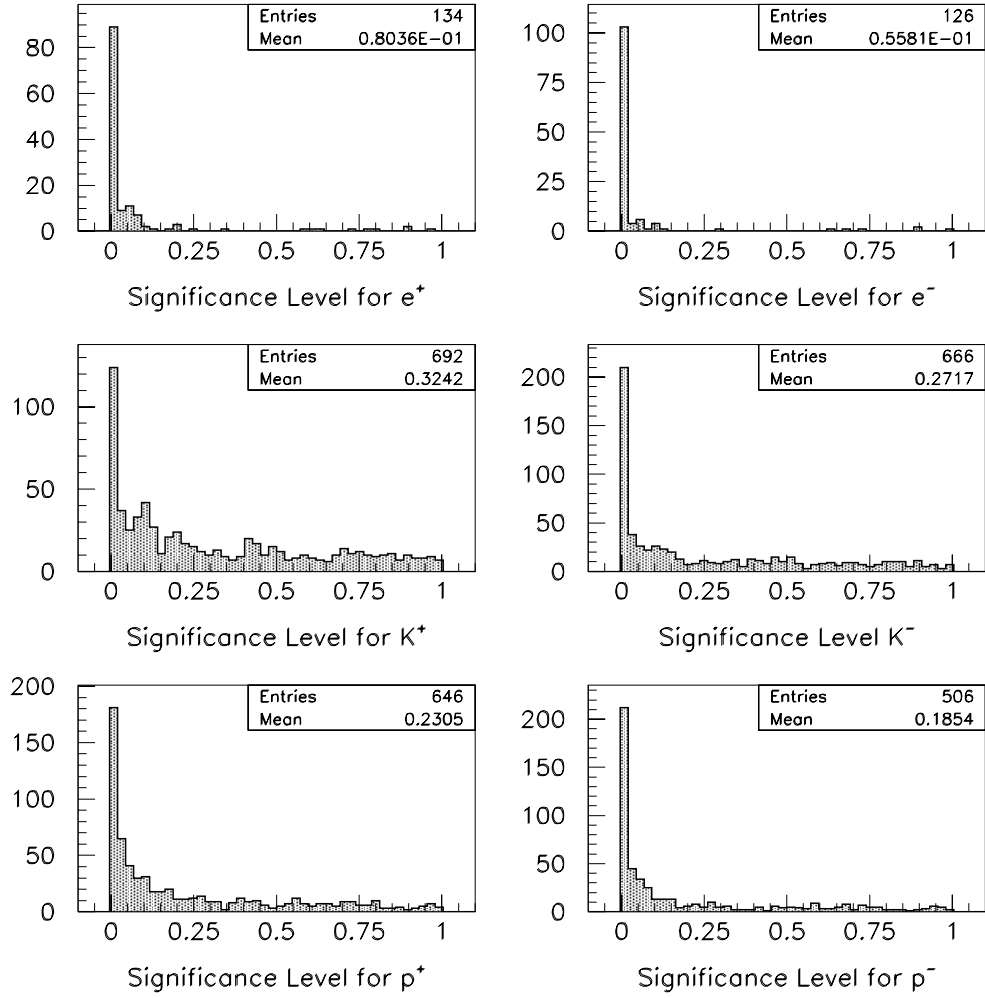 Entries 134
Mean 0.8036E-01
80
60
40
20
0
0 0.25 0.5 0.75 1
Significance Level for e⁺
Entries 126
Mean 0.5581E-01
100
75
50
25
0
0 0.25 0.5 0.75 1
Significance Level for e⁻
Entries 692
Mean 0.3242
100
50
0
0 0.25 0.5 0.75 1
Significance Level for K⁺
Entries 666
Mean 0.2717
200
150
100
50
0
0 0.25 0.5 0.75 1
Significance Level K⁻
Entries 646
Mean 0.2305
200
150
100
50
0
0 0.25 0.5 0.75 1
Significance Level for p⁺
Entries 506
Mean 0.1854
200
150
100
50
0
0 0.25 0.5 0.75 1
Significance Level for p⁻